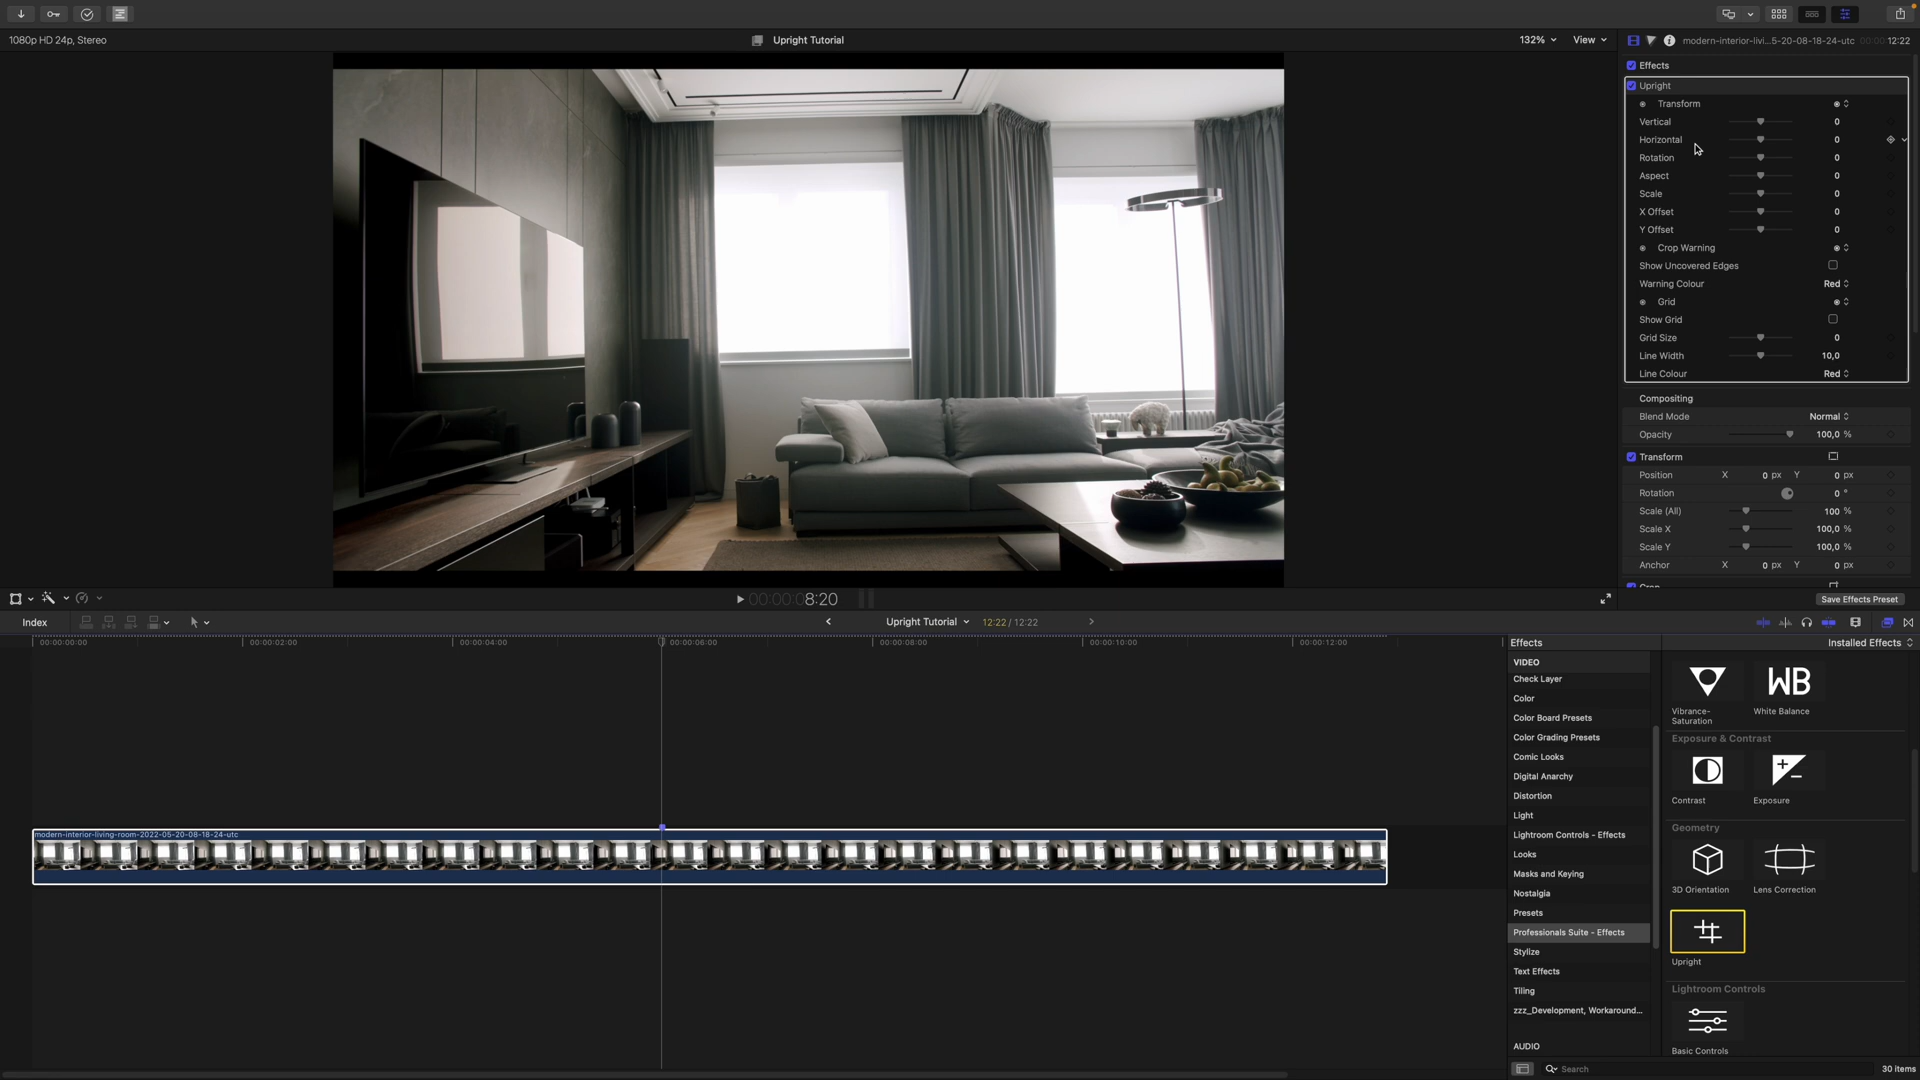 1080p HD 24p, Stereo
Upright Tutorial
132%
View
modern-interior-livi...5-20-08-18-24-utc
00:00:12:22
Effects
Upright
Transform
Vertical 0
Horizontal 0
Rotation 0
Aspect 0
Scale 0
X Offset 0
Y Offset 0
Crop Warning
Show Uncovered Edges
Warning Colour Red
Grid
Show Grid
Grid Size 0
Line Width 10,0
Line Colour Red
Compositing
Blend Mode Normal
Opacity 100,0 %
Transform
Position X 0 px Y 0 px
Rotation 0 °
Scale (All) 100 %
Scale X 100,0 %
Scale Y 100,0 %
Anchor X 0 px Y 0 px
Crop
Save Effects Preset
00:00:08:20
Index
Upright Tutorial
12:22 / 12:22
00:00:00:00
00:00:02:00
00:00:04:00
00:00:06:00
00:00:08:00
00:00:10:00
00:00:12:00
modern-interior-living-room-2022-05-20-08-18-24-utc
Effects
Installed Effects
VIDEO
Check Layer
Color
Color Board Presets
Color Grading Presets
Comic Looks
Digital Anarchy
Distortion
Light
Lightroom Controls - Effects
Looks
Masks and Keying
Nostalgia
Presets
Professionals Suite - Effects
Stylize
Text Effects
Tiling
zzz_Development, Workaround...
AUDIO
WB
Vibrance-
Saturation
White Balance
Exposure & Contrast
Contrast
Exposure
Geometry
3D Orientation
Lens Correction
Upright
Lightroom Controls
Basic Controls
Search
30 items